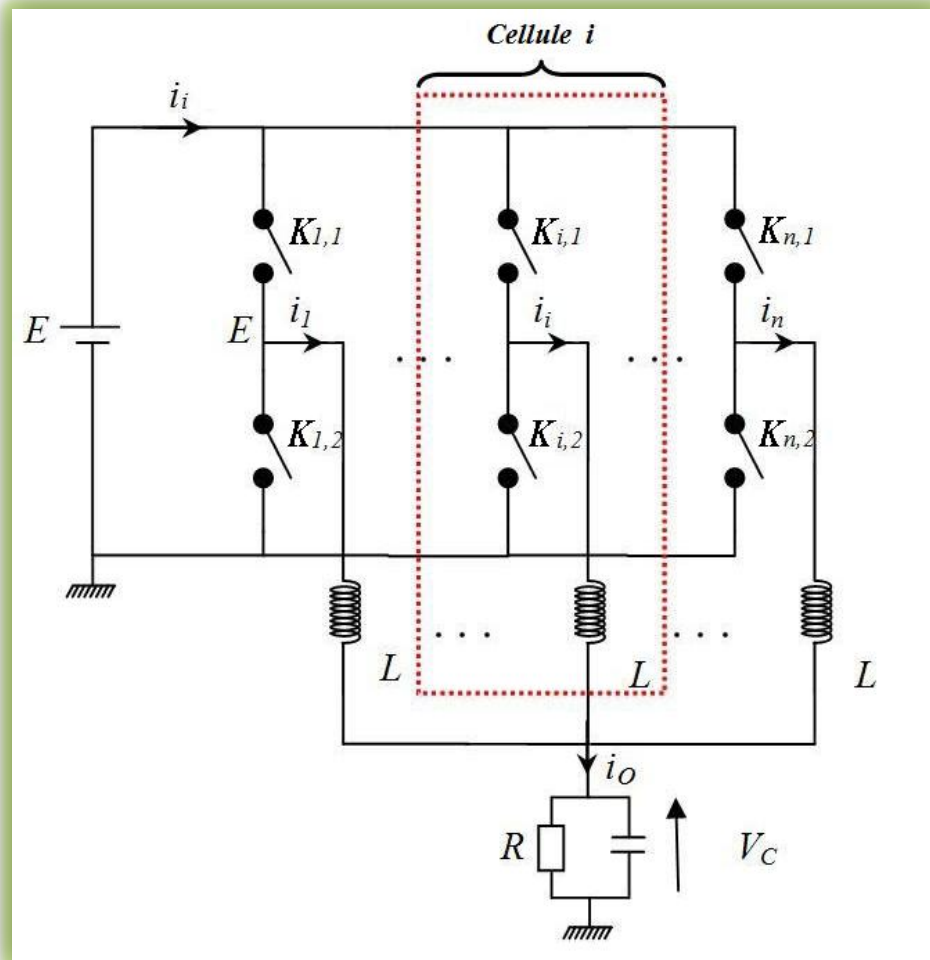 Cellule i
i_i
K_{1,1} K_{i,1} K_{n,1}
E E i_1 i_i i_n
. . . . . .
K_{1,2} K_{i,2} K_{n,2}
. . . . . .
L L L
i_O
R V_C